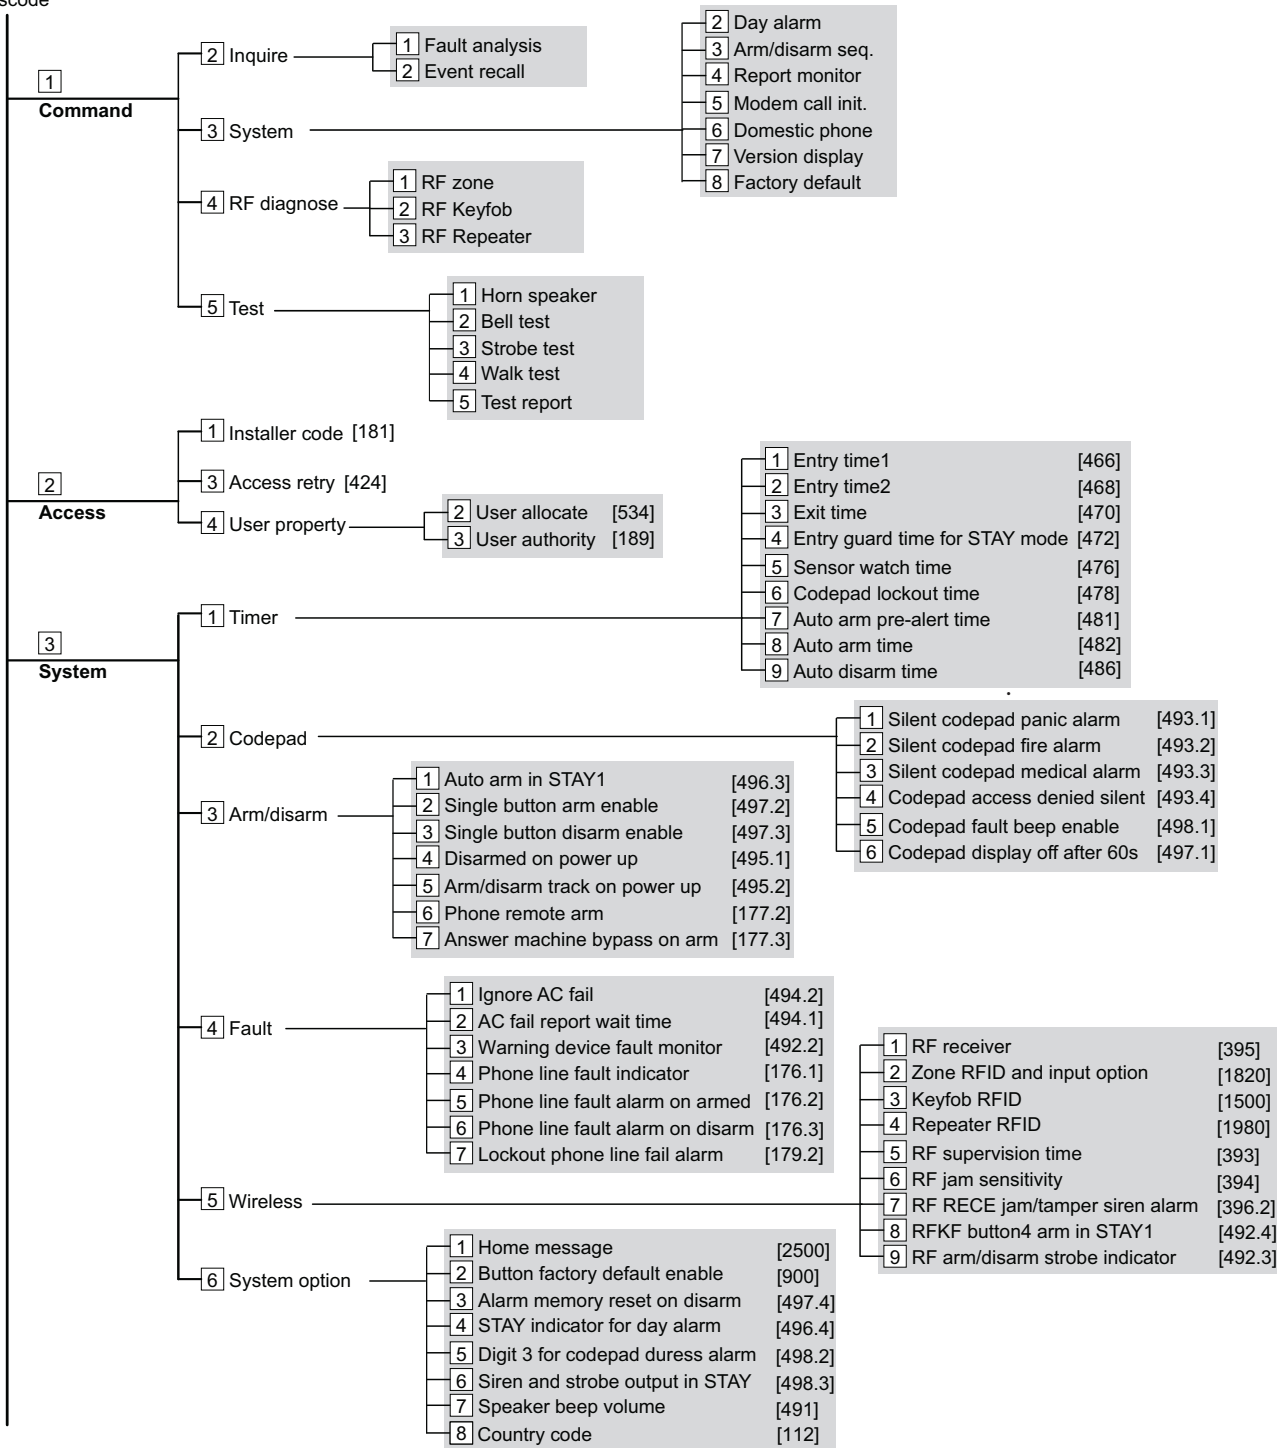 scode
1
Command
2 Inquire
1 Fault analysis
2 Event recall
3 System
2 Day alarm
3 Arm/disarm seq.
4 Report monitor
5 Modem call init.
6 Domestic phone
7 Version display
8 Factory default
4 RF diagnose
1 RF zone
2 RF Keyfob
3 RF Repeater
5 Test
1 Horn speaker
2 Bell test
3 Strobe test
4 Walk test
5 Test report
2
Access
1 Installer code [181]
3 Access retry [424]
4 User property
2 User allocate [534]
3 User authority [189]
3
System
1 Timer
1 Entry time1 [466]
2 Entry time2 [468]
3 Exit time [470]
4 Entry guard time for STAY mode [472]
5 Sensor watch time [476]
6 Codepad lockout time [478]
7 Auto arm pre-alert time [481]
8 Auto arm time [482]
9 Auto disarm time [486]
2 Codepad
1 Silent codepad panic alarm [493.1]
2 Silent codepad fire alarm [493.2]
3 Silent codepad medical alarm [493.3]
4 Codepad access denied silent [493.4]
5 Codepad fault beep enable [498.1]
6 Codepad display off after 60s [497.1]
3 Arm/disarm
1 Auto arm in STAY1 [496.3]
2 Single button arm enable [497.2]
3 Single button disarm enable [497.3]
4 Disarmed on power up [495.1]
5 Arm/disarm track on power up [495.2]
6 Phone remote arm [177.2]
7 Answer machine bypass on arm [177.3]
4 Fault
1 Ignore AC fail [494.2]
2 AC fail report wait time [494.1]
3 Warning device fault monitor [492.2]
4 Phone line fault indicator [176.1]
5 Phone line fault alarm on armed [176.2]
6 Phone line fault alarm on disarm [176.3]
7 Lockout phone line fail alarm [179.2]
5 Wireless
1 RF receiver [395]
2 Zone RFID and input option [1820]
3 Keyfob RFID [1500]
4 Repeater RFID [1980]
5 RF supervision time [393]
6 RF jam sensitivity [394]
7 RF RECE jam/tamper siren alarm [396.2]
8 RFKF button4 arm in STAY1 [492.4]
9 RF arm/disarm strobe indicator [492.3]
6 System option
1 Home message [2500]
2 Button factory default enable [900]
3 Alarm memory reset on disarm [497.4]
4 STAY indicator for day alarm [496.4]
5 Digit 3 for codepad duress alarm [498.2]
6 Siren and strobe output in STAY [498.3]
7 Speaker beep volume [491]
8 Country code [112]